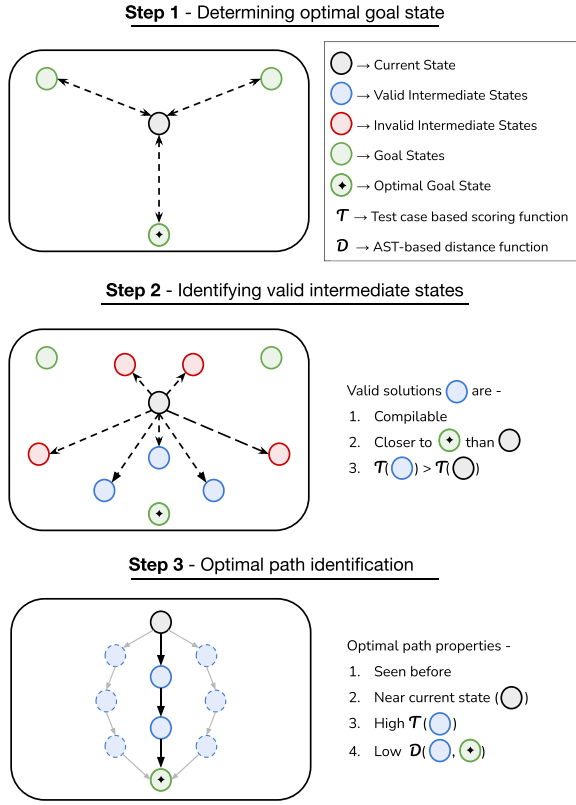 Step 1 - Determining optimal goal state
→ Current State
→ Valid Intermediate States
→ Invalid Intermediate States
→ Goal States
→ Optimal Goal State
𝒯 → Test case based scoring function
𝒟 → AST-based distance function
Step 2 - Identifying valid intermediate states
Valid solutions are -
1. Compilable
2. Closer to than
3. 𝒯( ) > 𝒯( )
Step 3 - Optimal path identification
Optimal path properties -
1. Seen before
2. Near current state ( )
3. High 𝒯( )
4. Low 𝒟( , )